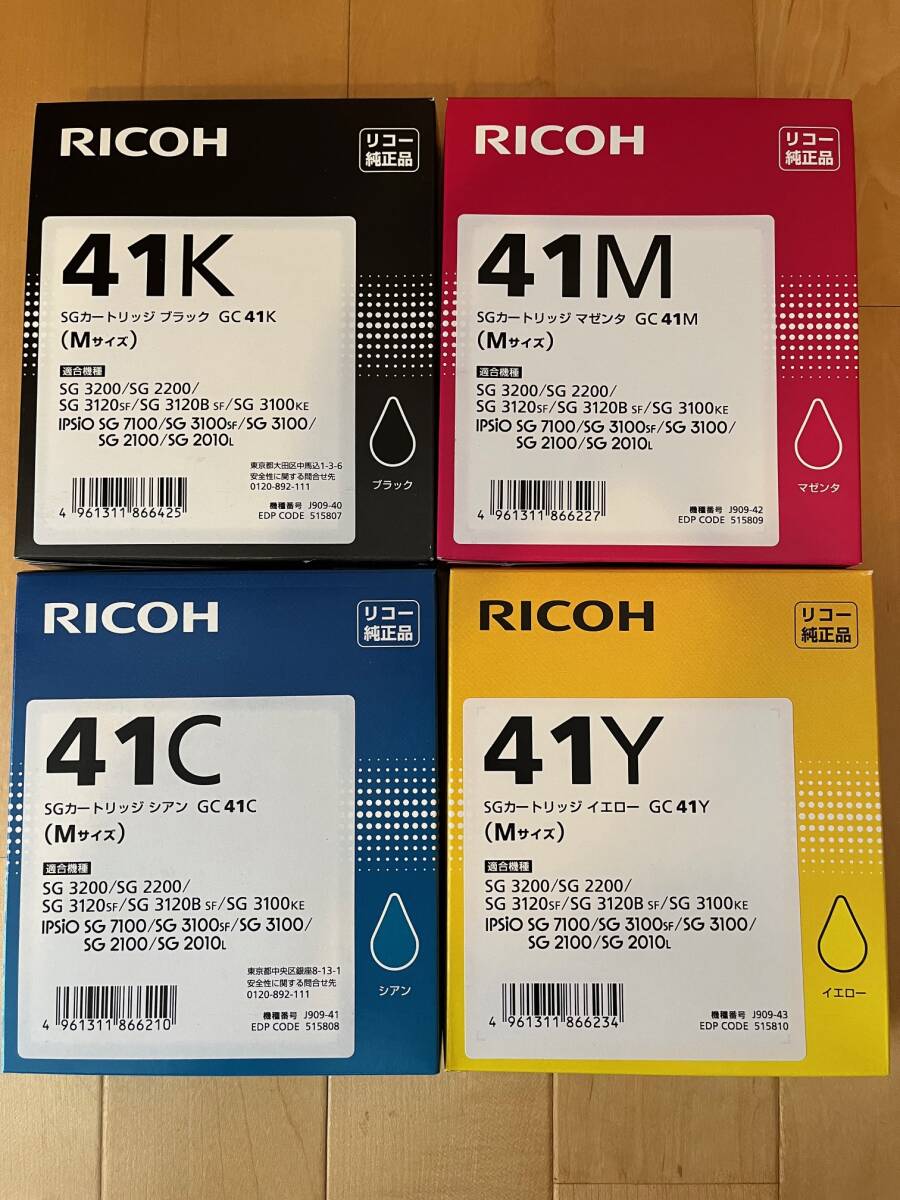 RICOH
リコー
純正品
41K
SGカートリッジ ブラック GC 41K
(Mサイズ)
適合機種
SG 3200/SG 2200/
SG 3120SF/SG 3120B SF/SG 3100KE
IPSiO SG 7100/SG 3100SF/SG 3100/
SG 2100/SG 2010L
ブラック
東京都大田区中馬込1-3-6
安全性に関する問合せ先
0120-892-111
4 961311 866425
機種番号 J909-40
EDP CODE 515807
RICOH
リコー
純正品
41M
SGカートリッジ マゼンタ GC 41M
(Mサイズ)
適合機種
SG 3200/SG 2200/
SG 3120SF/SG 3120B SF/SG 3100KE
IPSiO SG 7100/SG 3100SF/SG 3100/
SG 2100/SG 2010L
マゼンタ
4 961311 866227
機種番号 J909-42
EDP CODE 515809
RICOH
リコー
純正品
41C
SGカートリッジ シアン GC 41C
(Mサイズ)
適合機種
SG 3200/SG 2200/
SG 3120SF/SG 3120B SF/SG 3100KE
IPSiO SG 7100/SG 3100SF/SG 3100/
SG 2100/SG 2010L
東京都中央区銀座8-13-1
安全性に関する問合せ先
0120-892-111
シアン
4 961311 866210
機種番号 J909-41
EDP CODE 515808
RICOH
リコー
純正品
41Y
SGカートリッジ イエロー GC 41Y
(Mサイズ)
適合機種
SG 3200/SG 2200/
SG 3120SF/SG 3120B SF/SG 3100KE
IPSiO SG 7100/SG 3100SF/SG 3100/
SG 2100/SG 2010L
イエロー
4 961311 866234
機種番号 J909-43
EDP CODE 515810